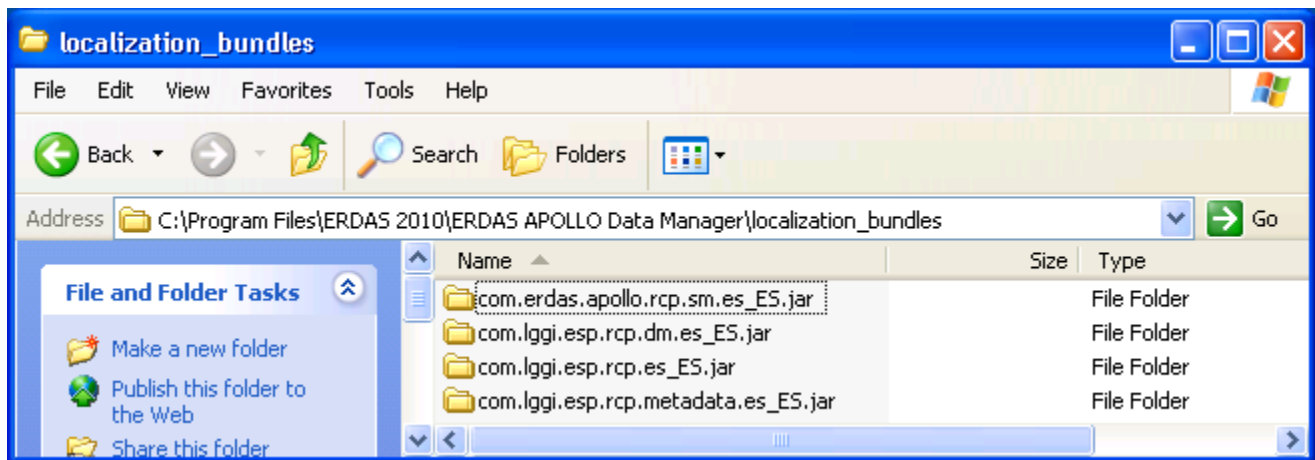 localization_bundles
File Edit View Favorites Tools Help
Back Search Folders
Address C:\Program Files\ERDAS 2010\ERDAS APOLLO Data Manager\localization_bundles Go
File and Folder Tasks
Make a new folder
Publish this folder to
the Web
Share this folder
Name Size Type
com.erdas.apollo.rcp.sm.es_ES.jar File Folder
com.lggi.esp.rcp.dm.es_ES.jar File Folder
com.lggi.esp.rcp.es_ES.jar File Folder
com.lggi.esp.rcp.metadata.es_ES.jar File Folder